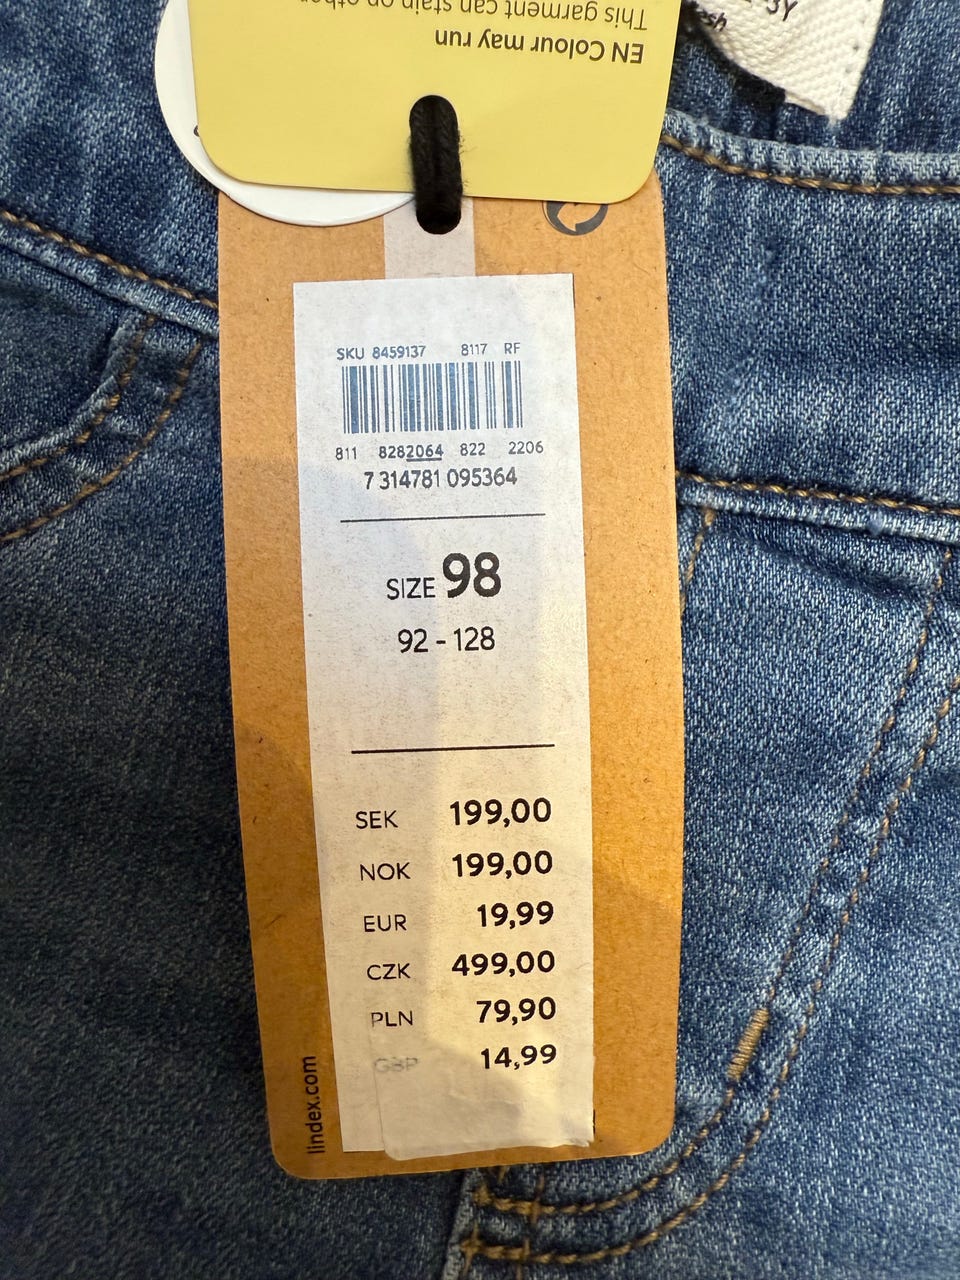 This garment can stain on other
EN Colour may run
3Y
SKU 8459137 8117 RF
811 8282064 822 2206
7 314781 095364
SIZE 98
92 - 128
SEK 199,00
NOK 199,00
EUR 19,99
CZK 499,00
PLN 79,90
GBP 14,99
lindex.com